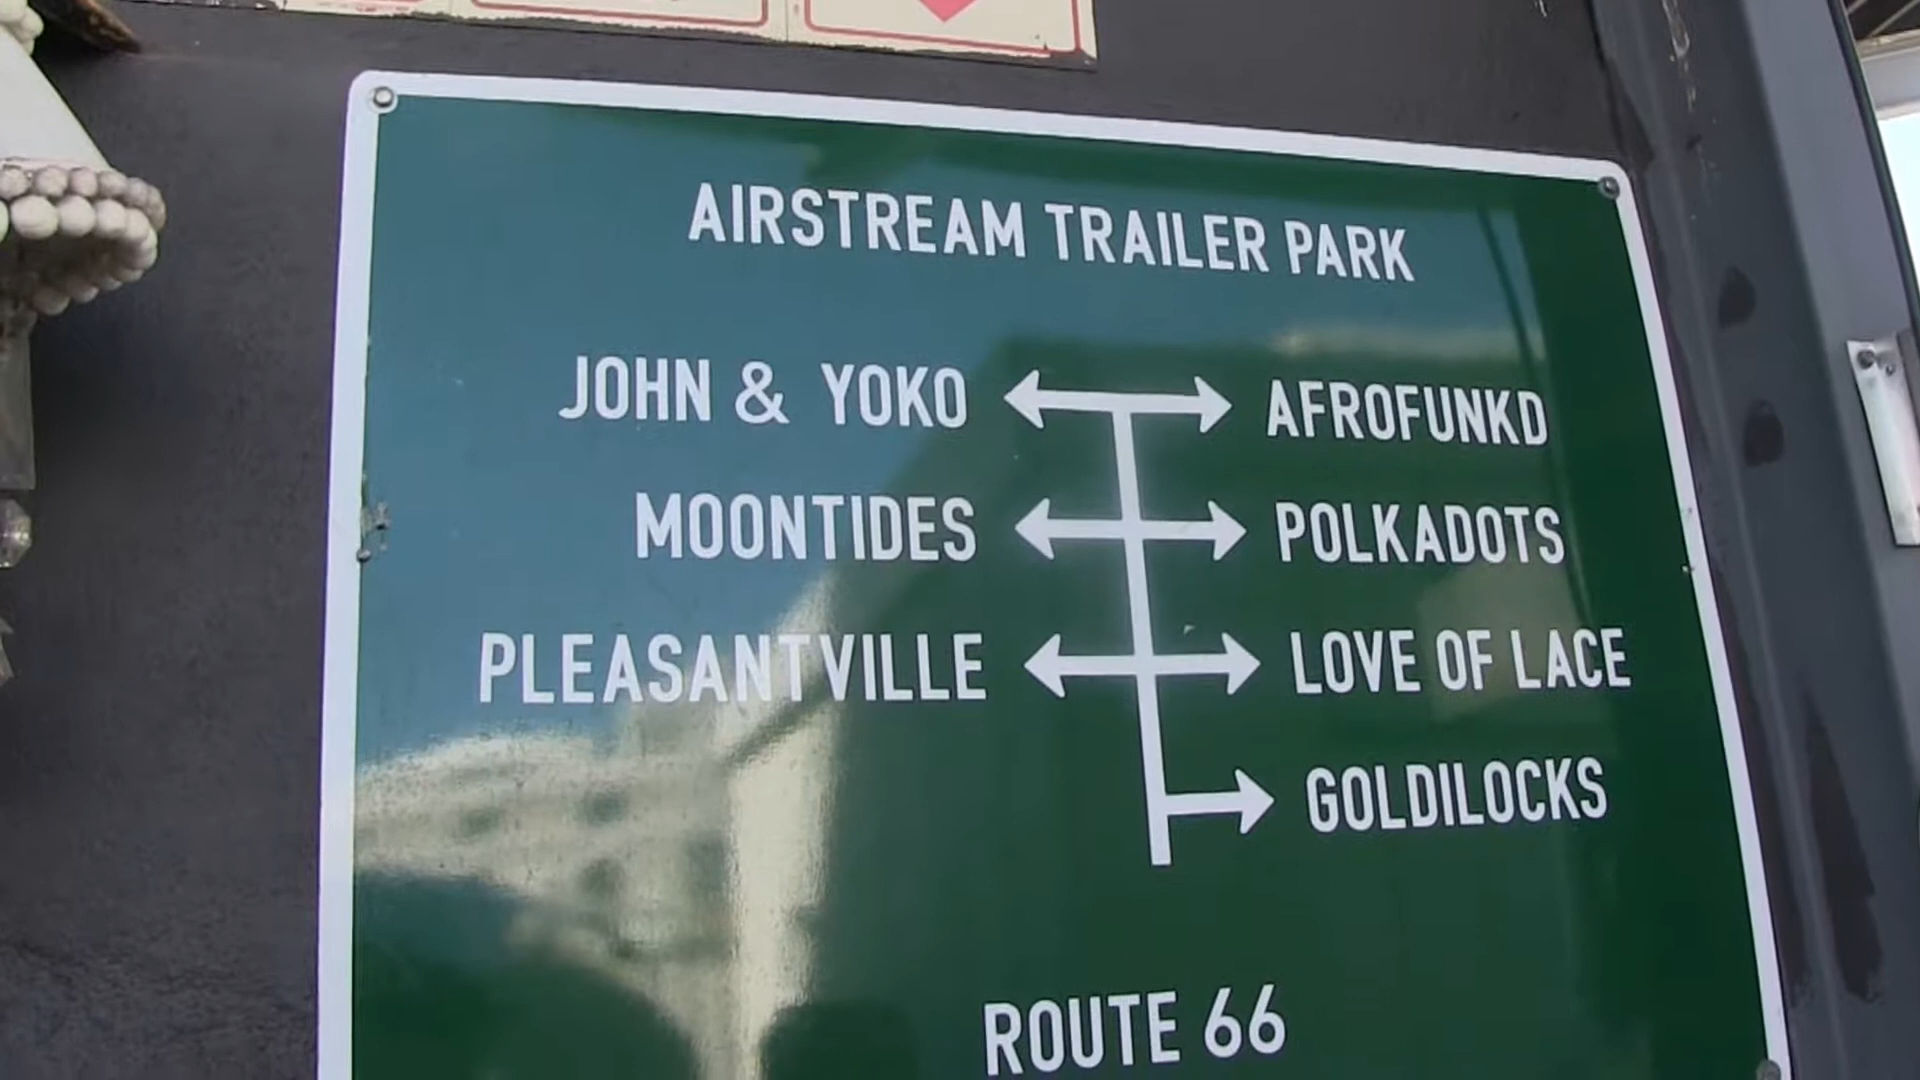 AIRSTREAM TRAILER PARK
JOHN & YOKO AFROFUNKD
MOONTIDES POLKADOTS
PLEASANTVILLE LOVE OF LACE
GOLDILOCKS
ROUTE 66